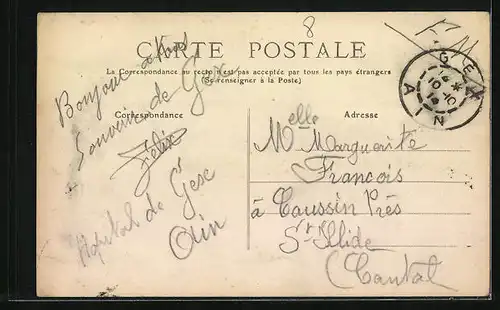 8
F M
CARTE POSTALE
La Correspondance au recto n'est pas acceptée par tous les pays étrangers
(Se renseigner à la Poste)
Correspondance
Bonjour
Souvenir de Gex
Félix
Hôpital de Gesc
Oin
Adresse
Melle Marguerite
François
à Caussin Près
St Illide
(Cantal
GEX
AIN